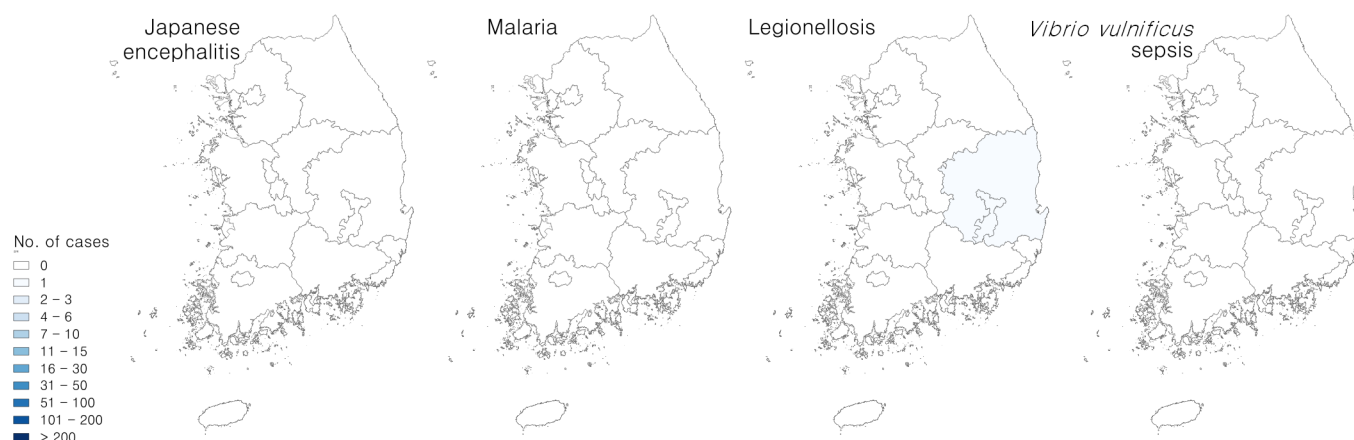 Japanese
encephalitis
Malaria
Legionellosis
Vibrio vulnificus
sepsis
No. of cases
0
1
2 – 3
4 – 6
7 – 10
11 – 15
16 – 30
31 – 50
51 – 100
101 – 200
> 200